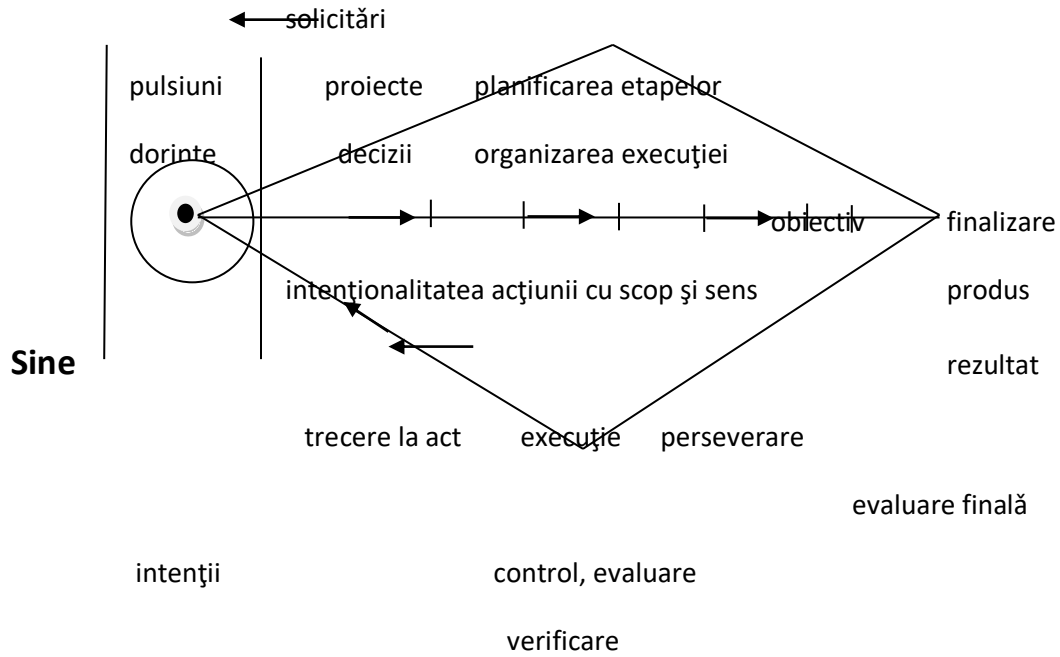 solicitări
pulsiuni proiecte planificarea etapelor
dorinţe decizii organizarea execuţiei
obiectiv finalizare
intenţionalitatea acţiunii cu scop şi sens produs
Sine rezultat
trecere la act execuţie perseverare
evaluare finală
intenţii control, evaluare
verificare